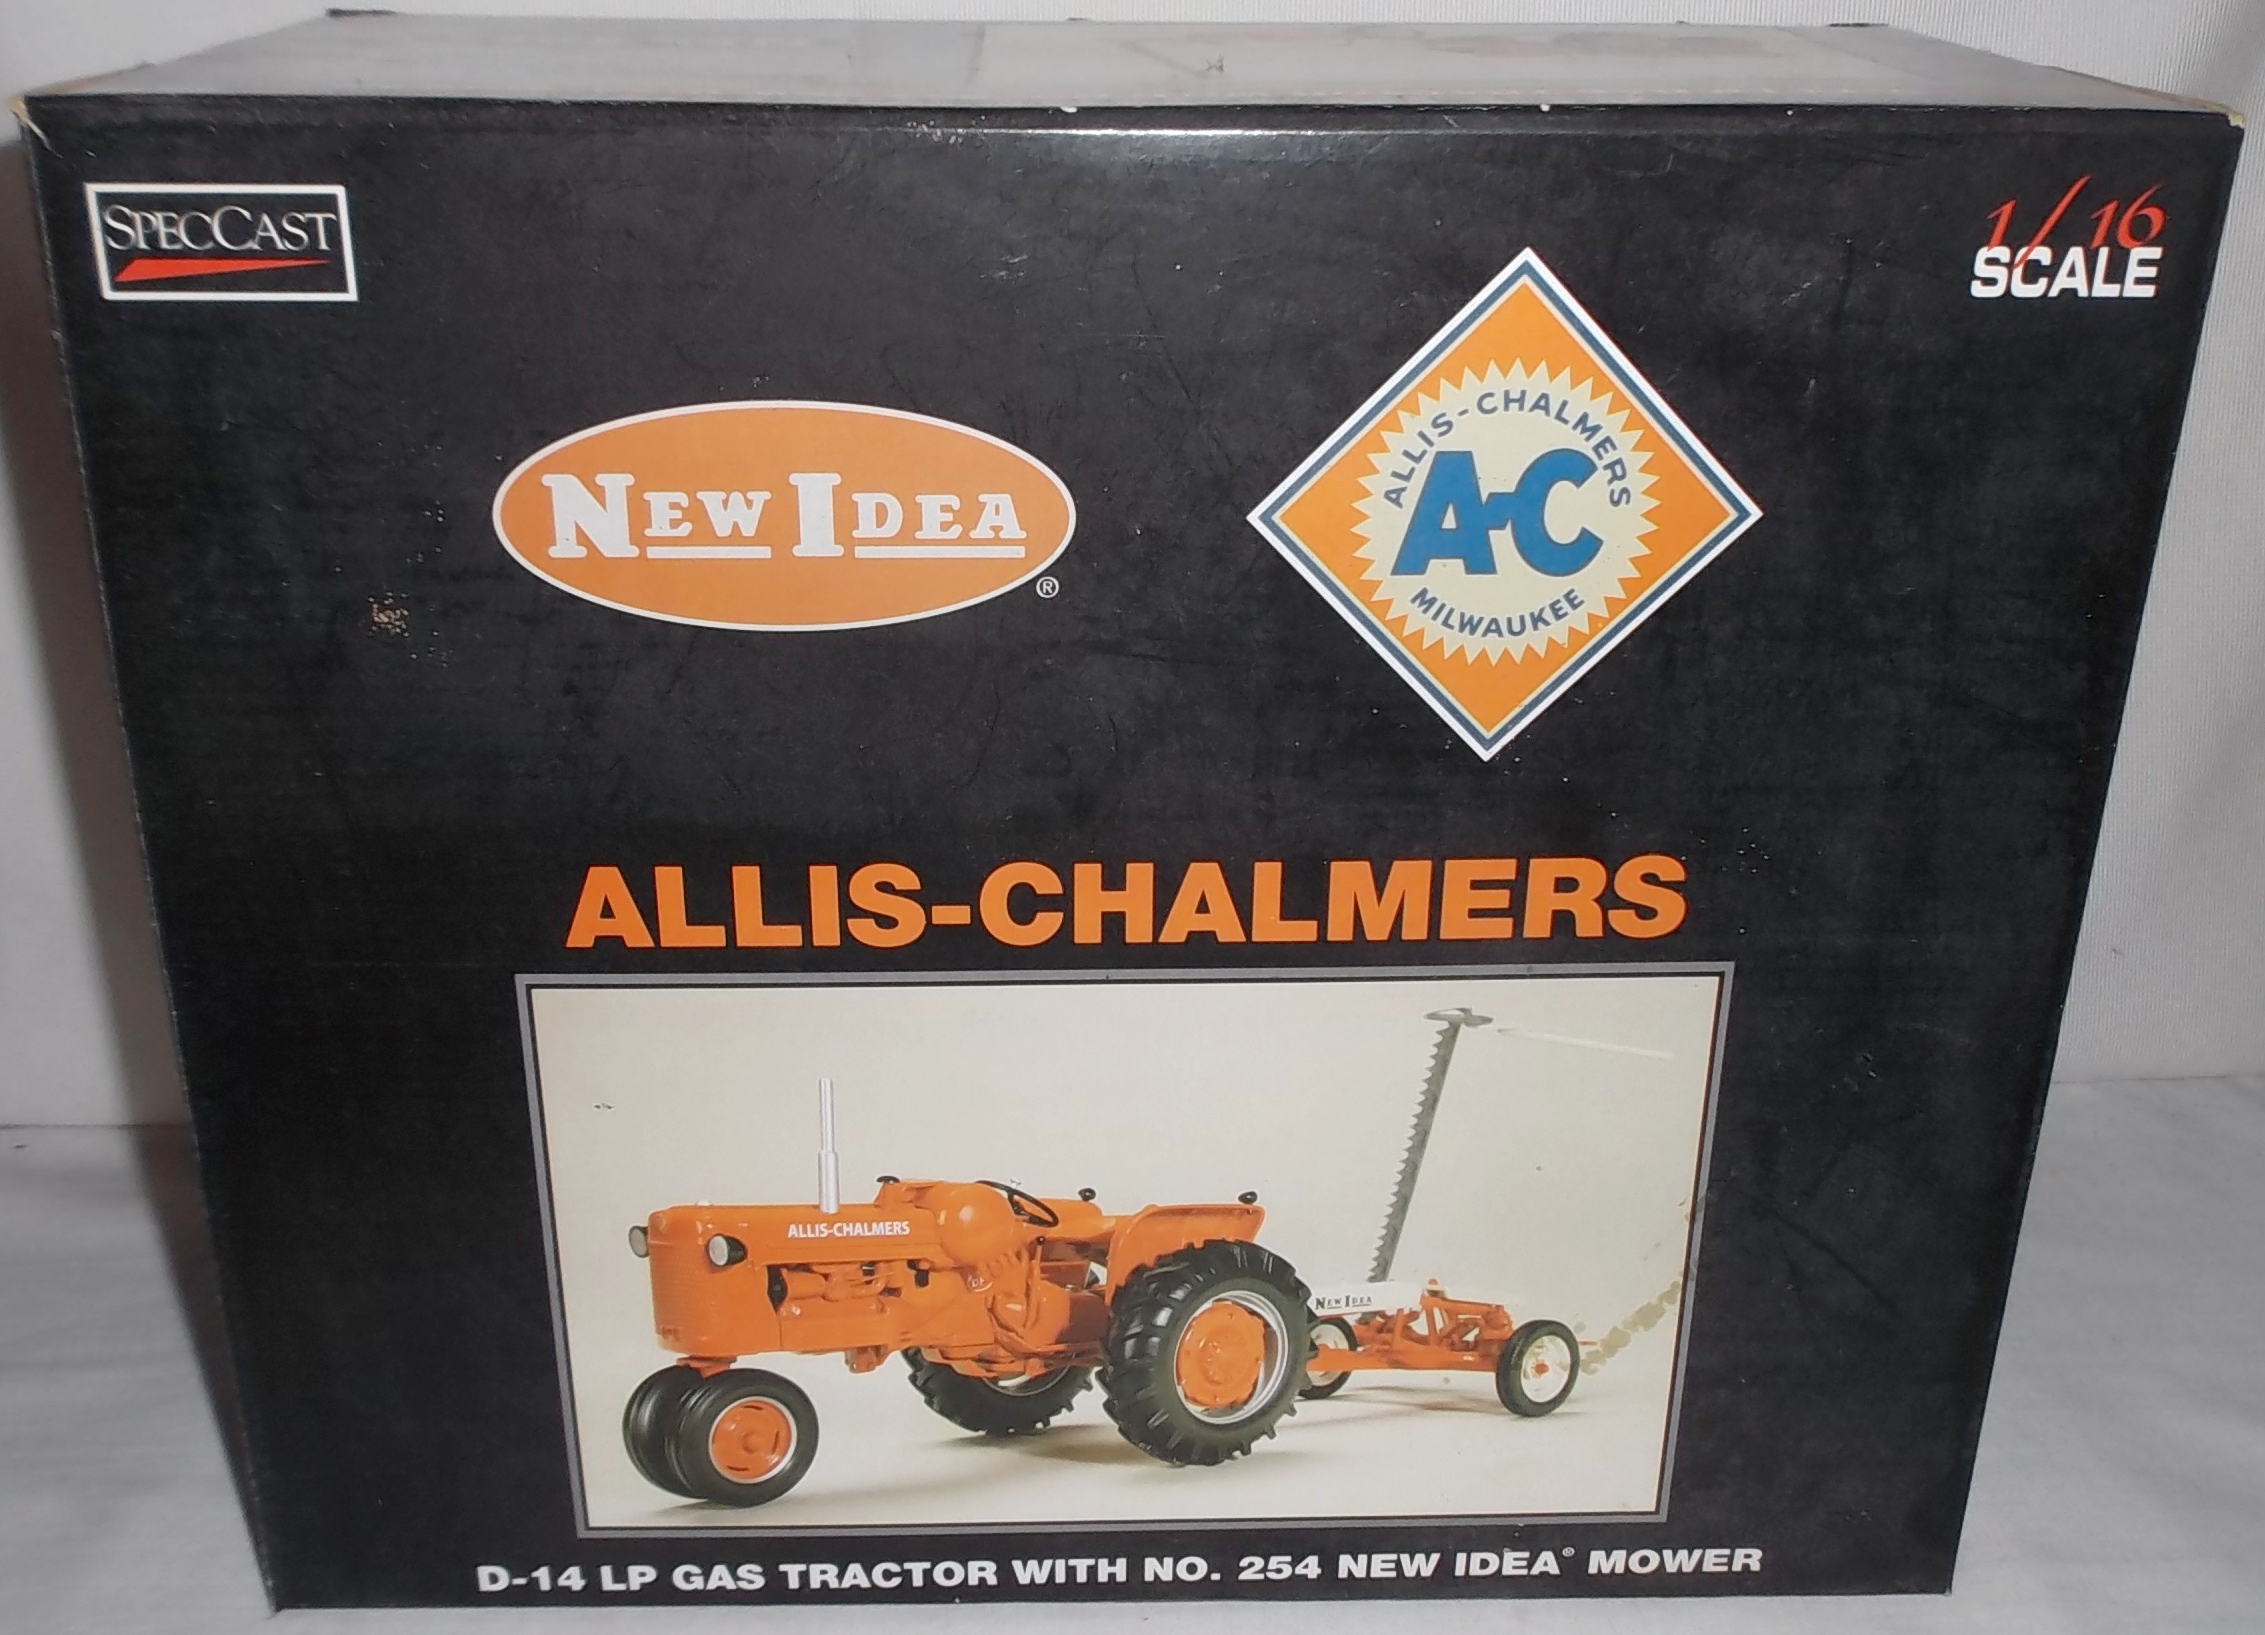 SPECCAST
1/16
SCALE
NEW IDEA
®
ALLIS-CHALMERS
A-C
MILWAUKEE
ALLIS-CHALMERS
ALLIS-CHALMERS
NEW IDEA
D-14 LP GAS TRACTOR WITH NO. 254 NEW IDEA® MOWER